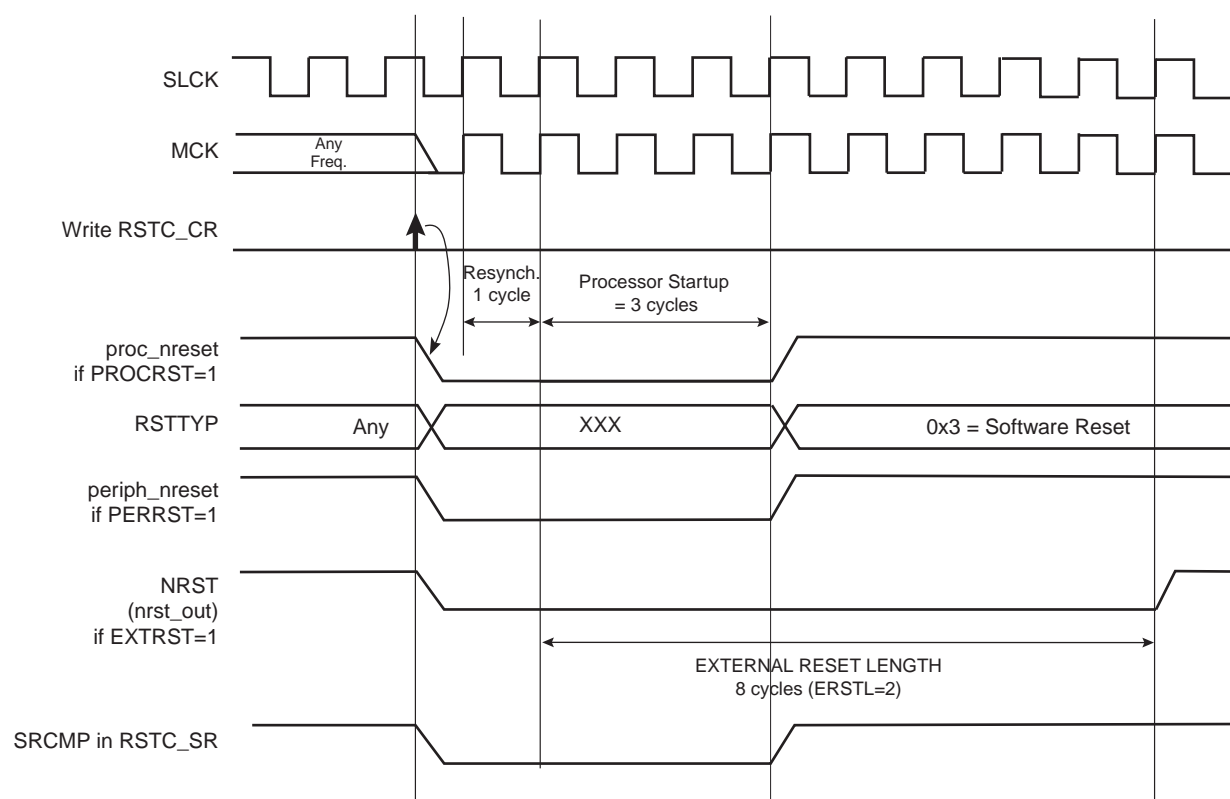 SLCK
MCK
Any
Freq.
Write RSTC_CR
Resynch.
1 cycle
Processor Startup
= 3 cycles
proc_nreset
if PROCRST=1
RSTTYP
Any
XXX
0x3 = Software Reset
periph_nreset
if PERRST=1
NRST
(nrst_out)
if EXTRST=1
EXTERNAL RESET LENGTH
8 cycles (ERSTL=2)
SRCMP in RSTC_SR